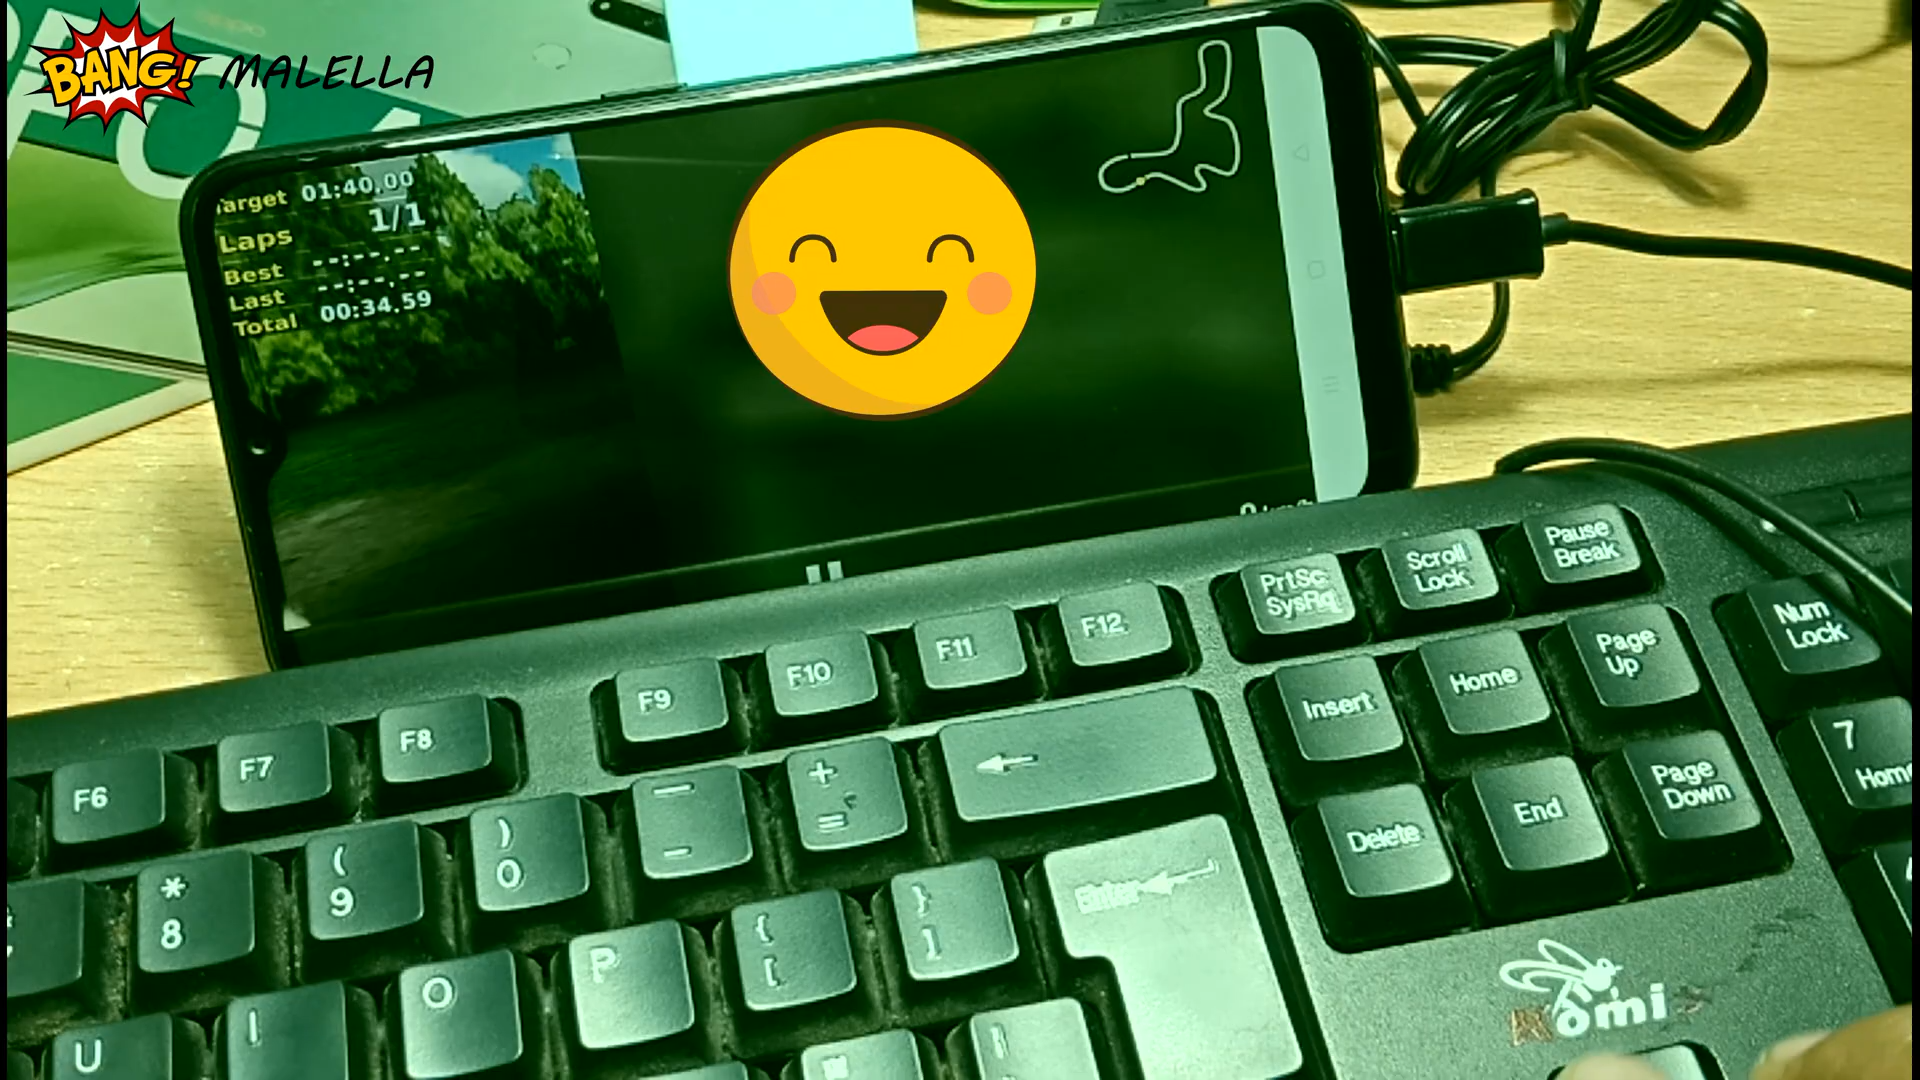 BANG! MALELLA
Target 01:40.00
Laps 1/1
Best --:--.--
Last --:--.--
Total 00:34.59
PrtSc
SysRq
Scroll
Lock
Pause
Break
F6 F7 F8 F9 F10 F11 F12
Insert Home Page
Up
Num
Lock
* ( ) _ +
8 9 0 - =
Delete End Page
Down
7
Home
U I O P { }
[ ]
Enter
omi